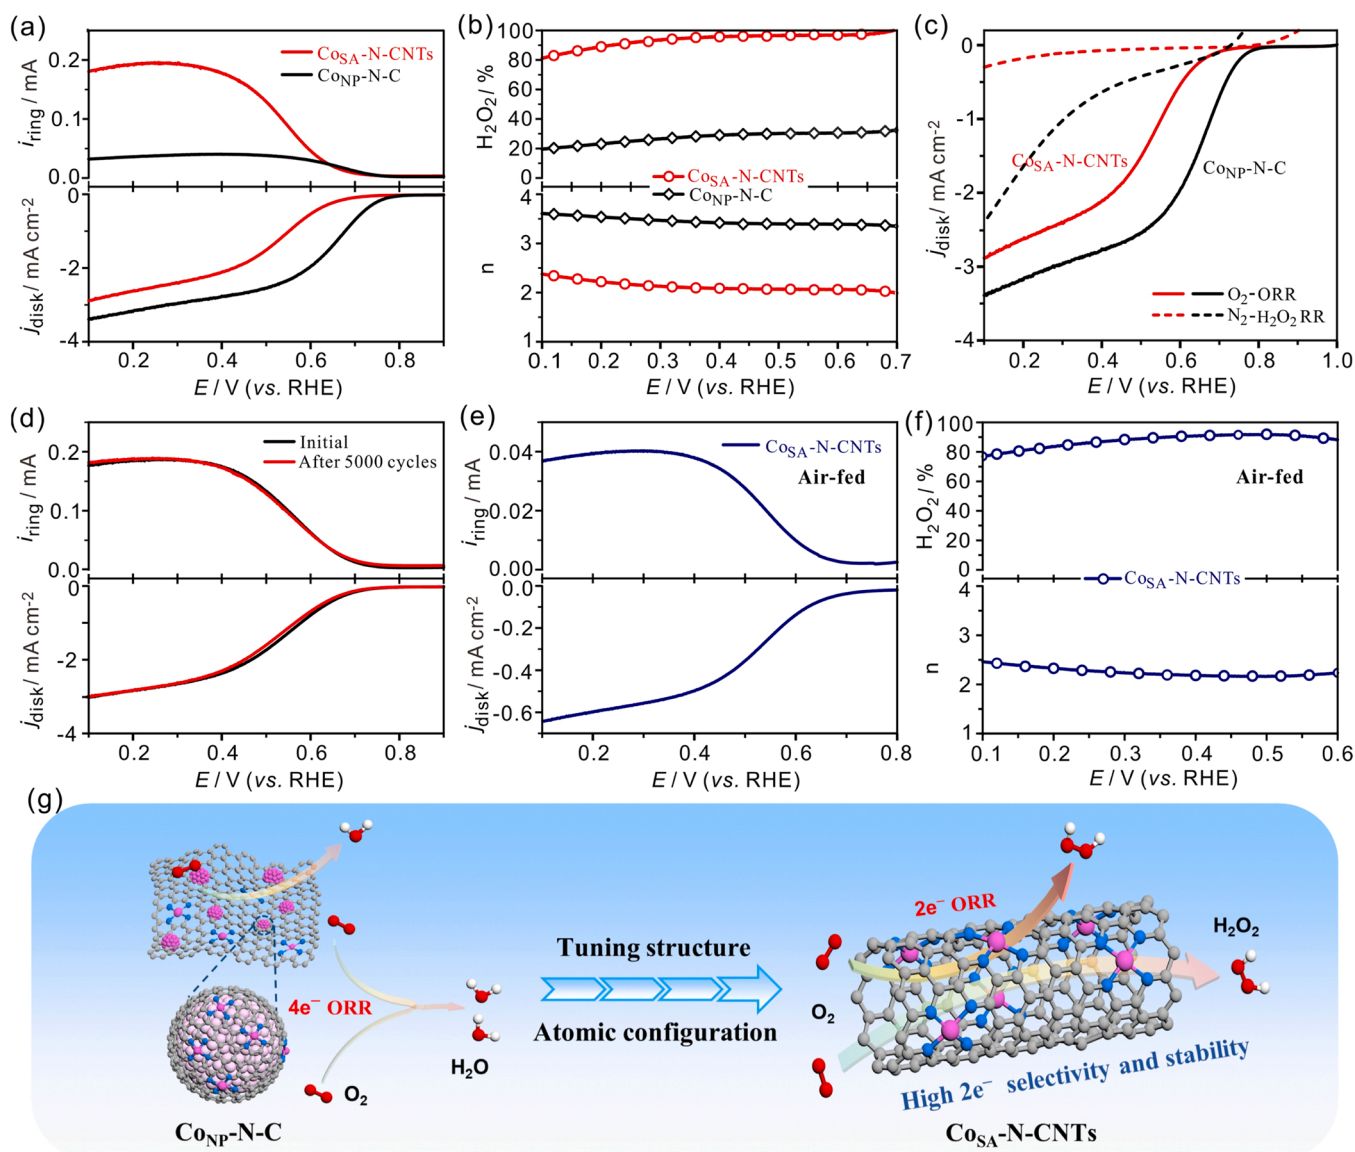 (a)
Co_SA-N-CNTs
Co_NP-N-C
i_ring / mA
0.2
0.1
0.0
j_disk / mA cm⁻²
0
-2
-4
0.2 0.4 0.6 0.8
E / V (vs. RHE)
(b)
H₂O₂ / %
100
80
60
40
20
0
Co_SA-N-CNTs
Co_NP-N-C
n
4
3
2
1
0.1 0.2 0.3 0.4 0.5 0.6 0.7
E / V (vs. RHE)
(c)
j_disk / mA cm⁻²
0
-1
-2
-3
-4
Co_SA-N-CNTs
Co_NP-N-C
O₂-ORR
N₂-H₂O₂RR
0.2 0.4 0.6 0.8 1.0
E / V (vs. RHE)
(d)
Initial
After 5000 cycles
i_ring / mA
0.2
0.1
0.0
j_disk / mA cm⁻²
0
-2
-4
0.2 0.4 0.6 0.8
E / V (vs. RHE)
(e)
Co_SA-N-CNTs
Air-fed
i_ring / mA
0.04
0.02
0.00
j_disk / mA cm⁻²
0.0
-0.2
-0.4
-0.6
0.2 0.4 0.6 0.8
E / V (vs. RHE)
(f)
H₂O₂ / %
100
80
60
40
20
0
Air-fed
Co_SA-N-CNTs
n
4
3
2
1
0.1 0.2 0.3 0.4 0.5 0.6
E / V (vs. RHE)
(g)
4e⁻ ORR
O₂
H₂O
Co_NP-N-C
Tuning structure
Atomic configuration
2e⁻ ORR
O₂
H₂O₂
High 2e⁻ selectivity and stability
Co_SA-N-CNTs